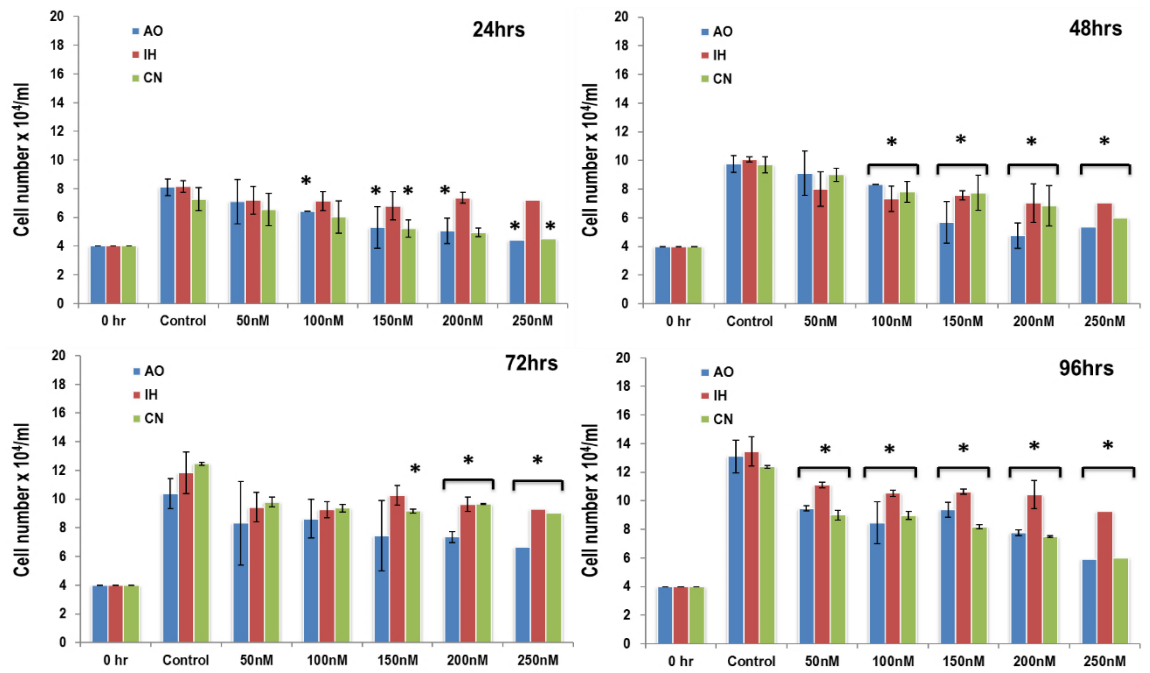 24hrs
AO
IH
CN
Cell number x 10⁴/ml
20
18
16
14
12
10
8
6
4
2
0
* * * * * *
0 hr Control 50nM 100nM 150nM 200nM 250nM
48hrs
AO
IH
CN
Cell number x 10⁴/ml
20
18
16
14
12
10
8
6
4
2
0
* * * *
0 hr Control 50nM 100nM 150nM 200nM 250nM
72hrs
AO
IH
CN
Cell number x 10⁴/ml
20
18
16
14
12
10
8
6
4
2
0
* * *
0 hr Control 50nM 100nM 150nM 200nM 250nM
96hrs
AO
IH
CN
Cell number x 10⁴/ml
20
18
16
14
12
10
8
6
4
2
0
* * * * *
0 hr Control 50nM 100nM 150nM 200nM 250nM